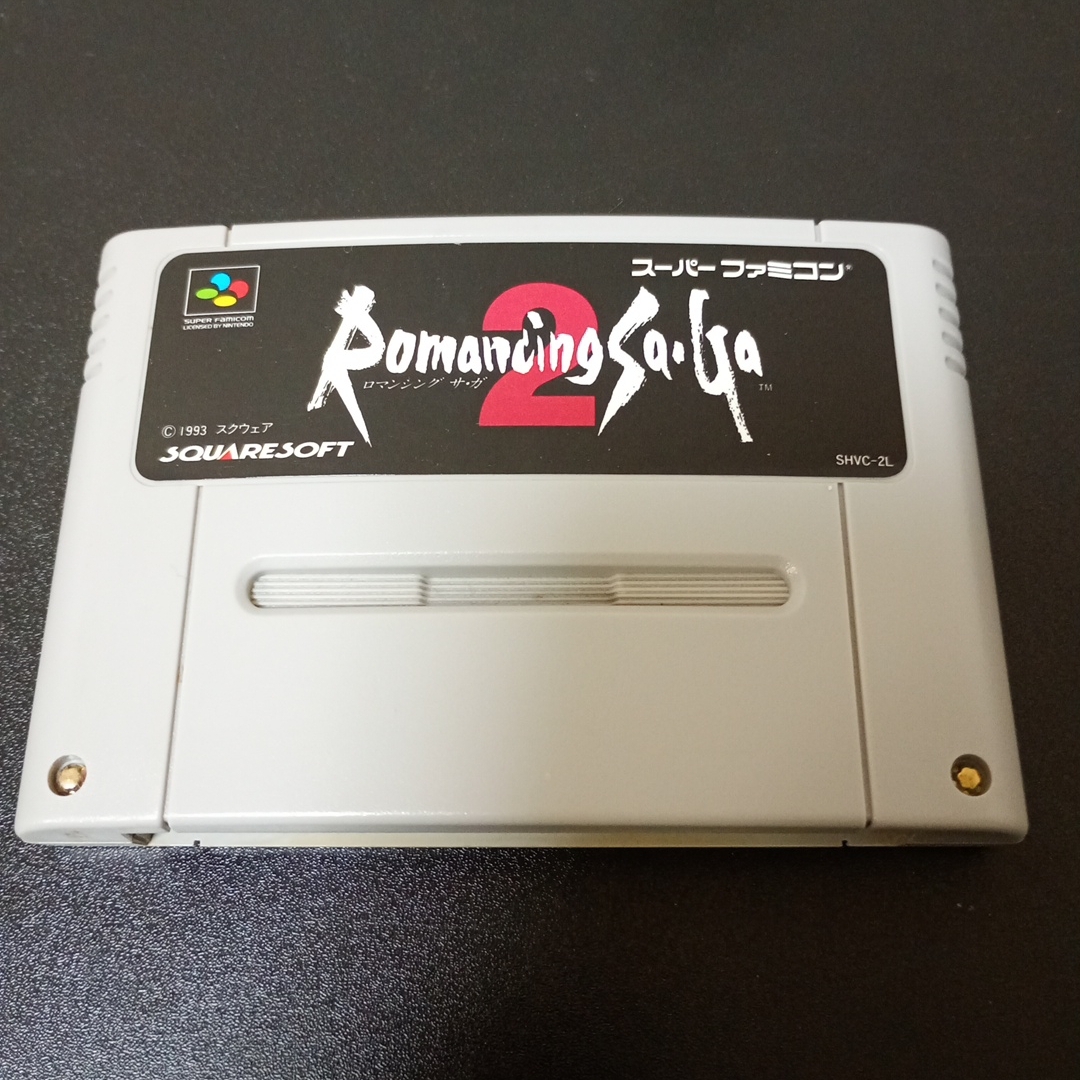 スーパー ファミコン®
SUPER FAMICOM
LICENSED BY NINTENDO
Romancing Sa・Ga
2
ロマンシング サ・ガ
TM
© 1993 スクウェア
SQUARESOFT
SHVC-2L